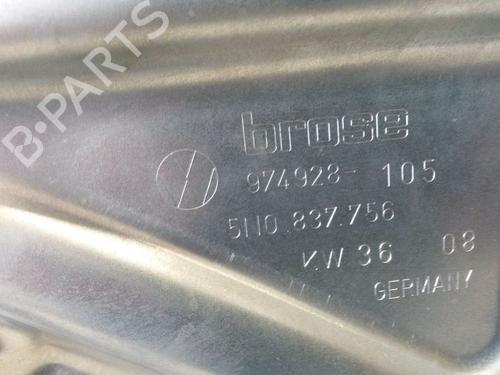 B-PARTS
brose
974928- 105
5N0.837.756
KW 36 08
GERMANY